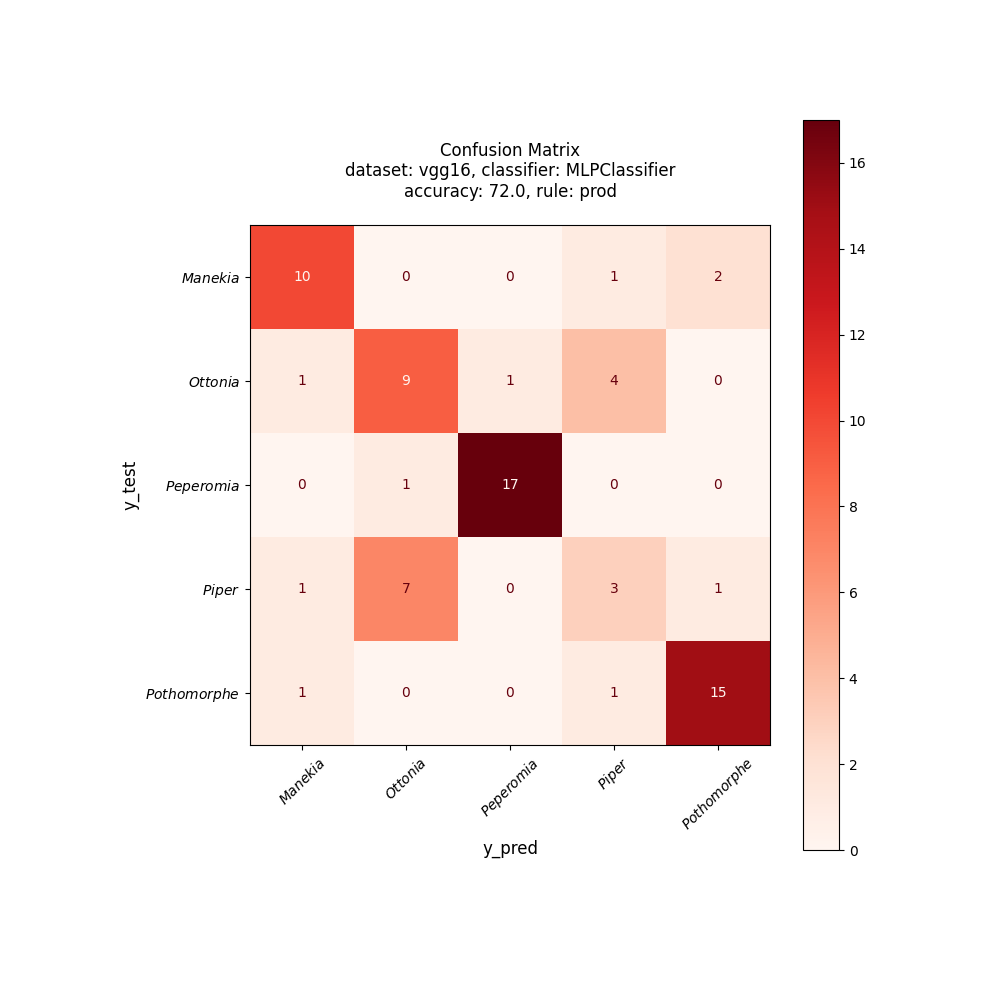 Confusion Matrix
dataset: vgg16, classifier: MLPClassifier
accuracy: 72.0, rule: prod
Manekia 10 0 0 1 2
Ottonia 1 9 1 4 0
Peperomia 0 1 17 0 0
Piper 1 7 0 3 1
Pothomorphe 1 0 0 1 15
y_test
Manekia Ottonia Peperomia Piper Pothomorphe
y_pred
16
14
12
10
8
6
4
2
0